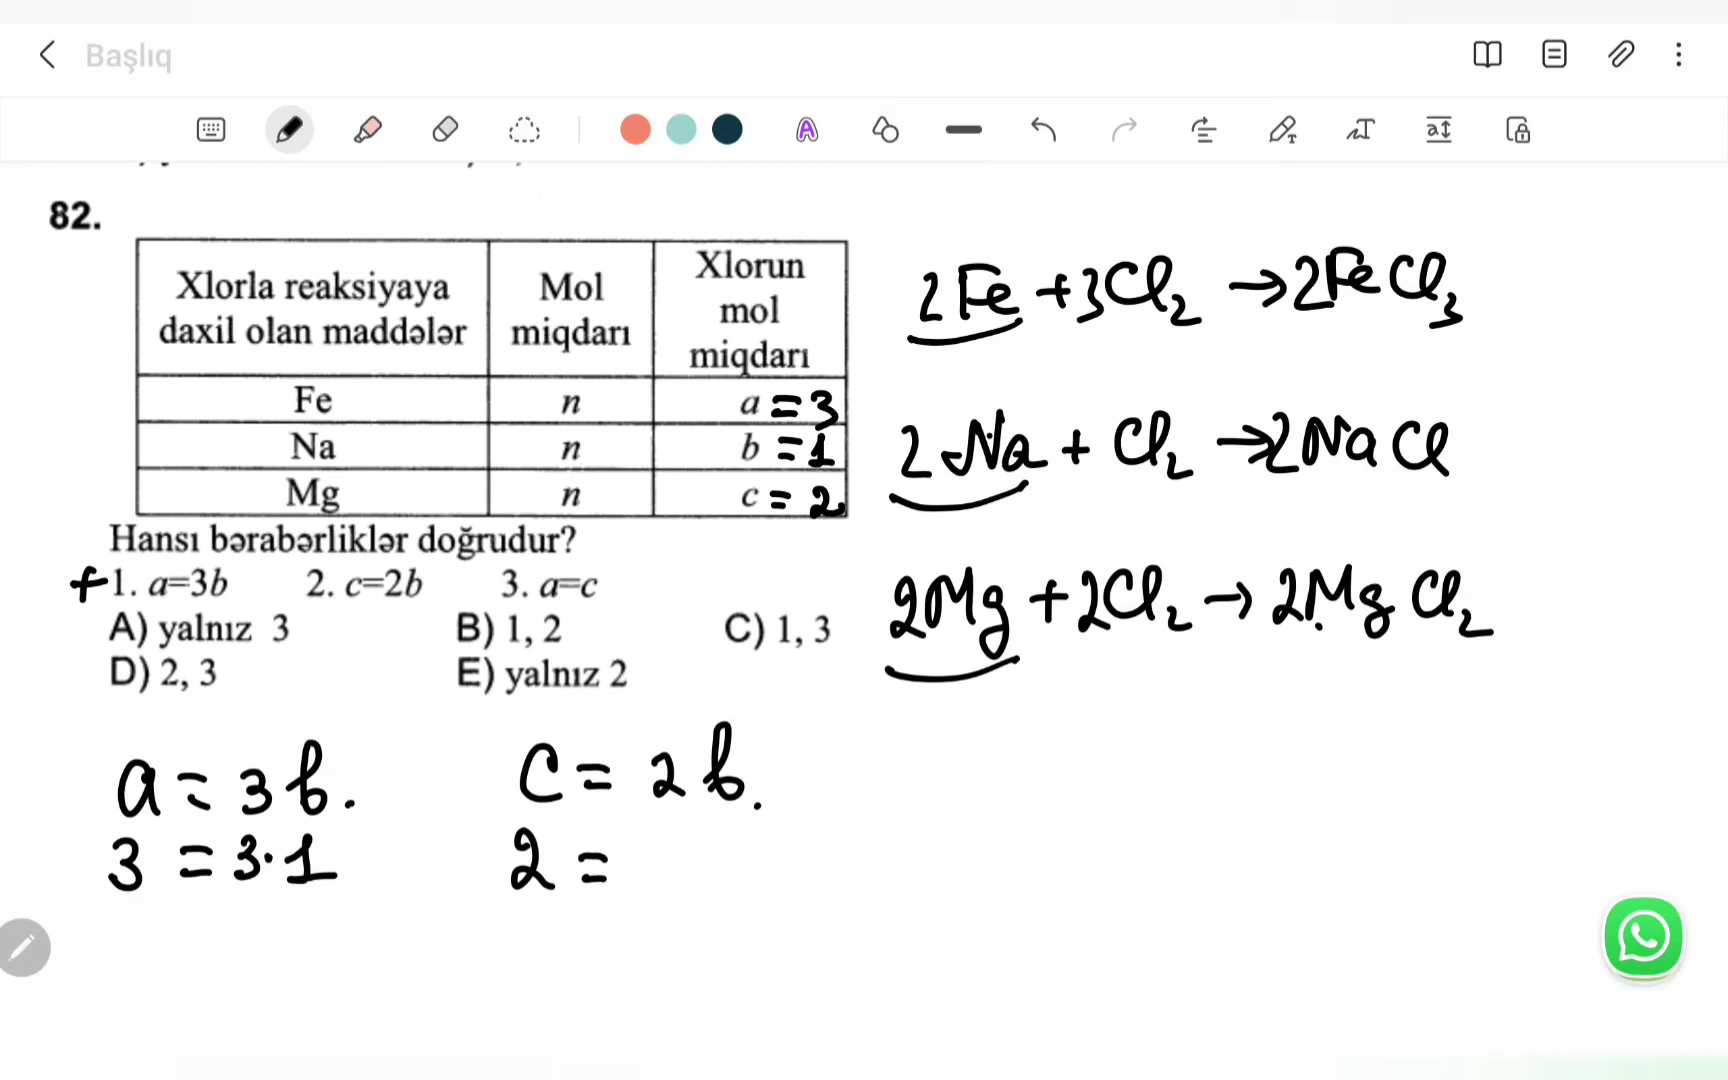 Başlıq
82.
Xlorla reaksiyaya daxil olan maddələr | Mol miqdarı | Xlorun mol miqdarı
Fe | n | a = 3
Na | n | b = 1
Mg | n | c = 2
Hansı bərabərliklər doğrudur?
+1. a=3b 2. c=2b 3. a=c
A) yalnız 3 B) 1, 2 C) 1, 3
D) 2, 3 E) yalnız 2
2Fe + 3Cl₂ → 2FeCl₃
2Na + Cl₂ → 2NaCl
2Mg + 2Cl₂ → 2MgCl₂
a = 3b.
3 = 3·1
C = 2b.
2 =